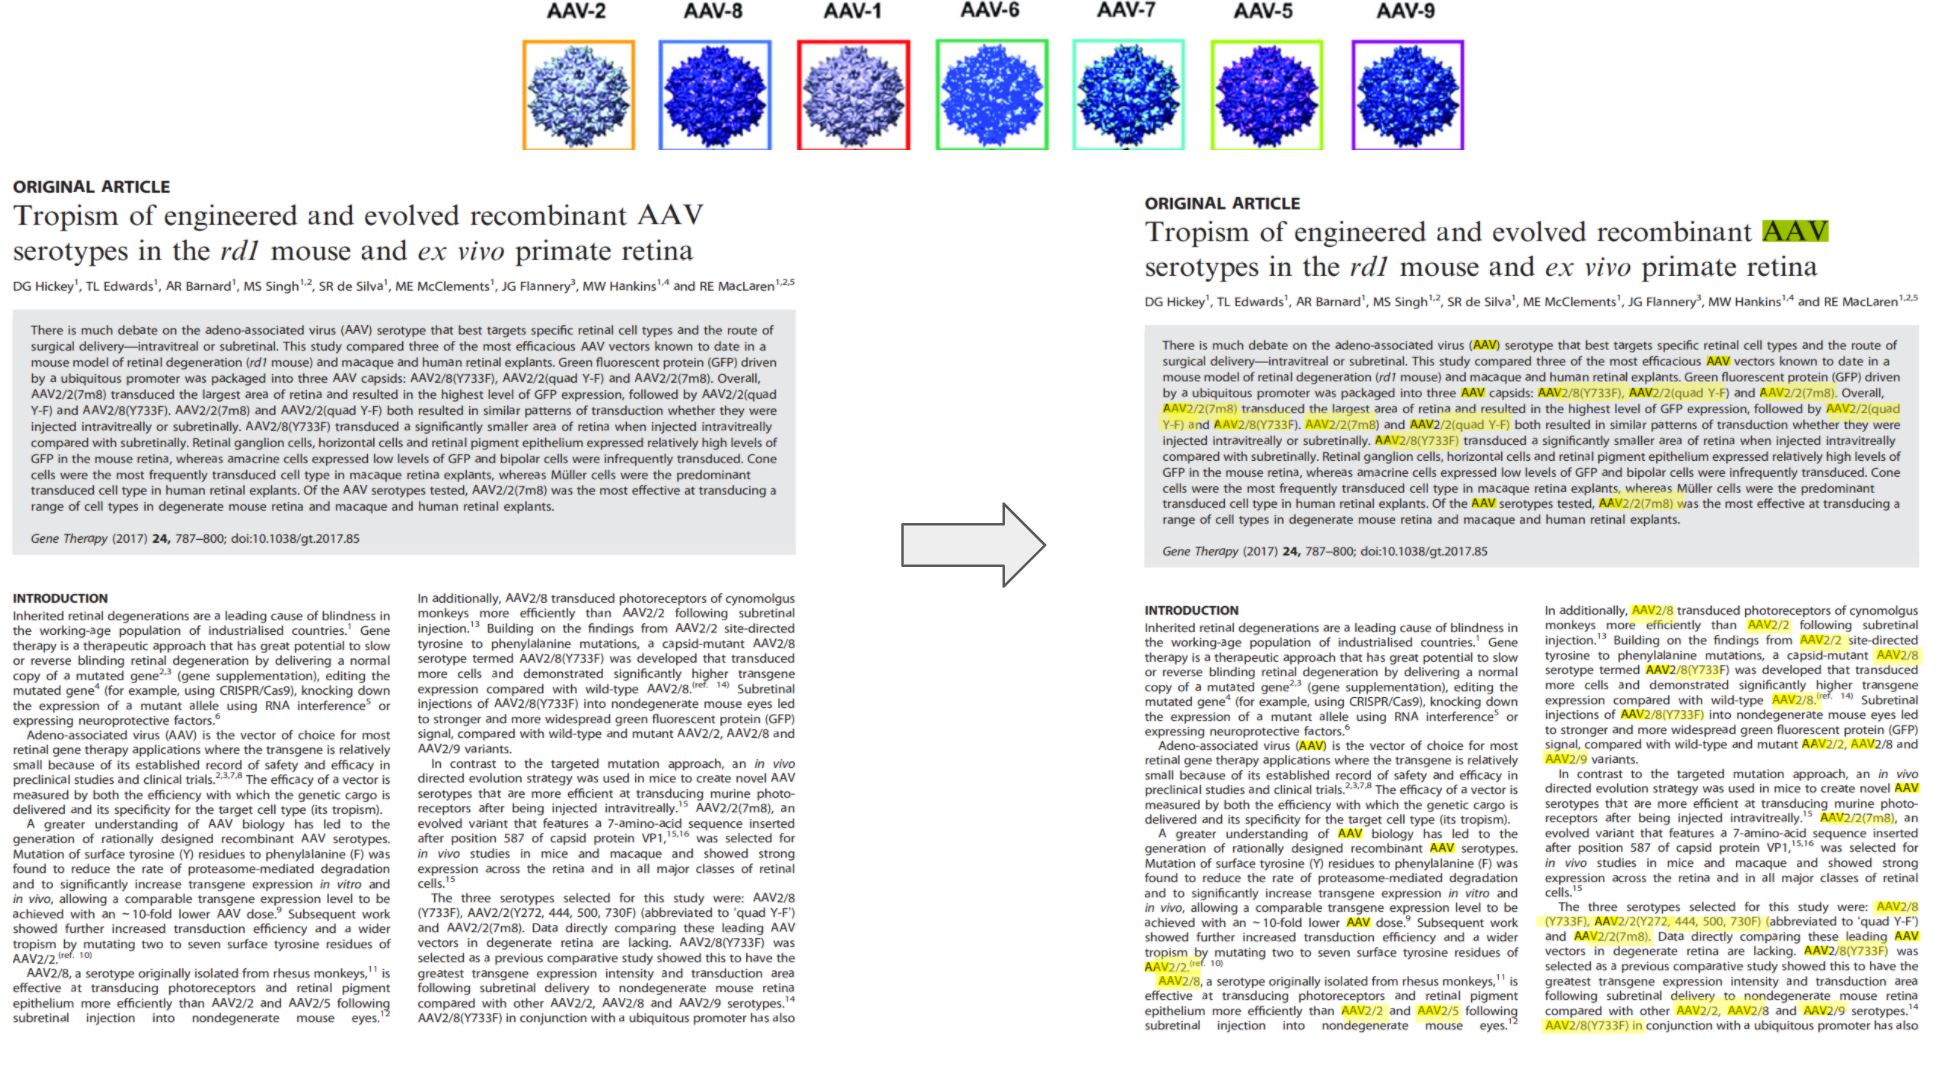 AAV-2 AAV-8 AAV-1 AAV-6 AAV-7 AAV-5 AAV-9
ORIGINAL ARTICLE
Tropism of engineered and evolved recombinant AAV
serotypes in the rd1 mouse and ex vivo primate retina
DG Hickey1, TL Edwards1, AR Barnard1, MS Singh1,2, SR de Silva1, ME McClements1, JG Flannery3, MW Hankins1,4 and RE MacLaren1,2,5
There is much debate on the adeno-associated virus (AAV) serotype that best targets specific retinal cell types and the route of
surgical delivery—intravitreal or subretinal. This study compared three of the most efficacious AAV vectors known to date in a
mouse model of retinal degeneration (rd1 mouse) and macaque and human retinal explants. Green fluorescent protein (GFP) driven
by a ubiquitous promoter was packaged into three AAV capsids: AAV2/8(Y733F), AAV2/2(quad Y-F) and AAV2/2(7m8). Overall,
AAV2/2(7m8) transduced the largest area of retina and resulted in the highest level of GFP expression, followed by AAV2/2(quad
Y-F) and AAV2/8(Y733F). AAV2/2(7m8) and AAV2/2(quad Y-F) both resulted in similar patterns of transduction whether they were
injected intravitreally or subretinally. AAV2/8(Y733F) transduced a significantly smaller area of retina when injected intravitreally
compared with subretinally. Retinal ganglion cells, horizontal cells and retinal pigment epithelium expressed relatively high levels of
GFP in the mouse retina, whereas amacrine cells expressed low levels of GFP and bipolar cells were infrequently transduced. Cone
cells were the most frequently transduced cell type in macaque retina explants, whereas Müller cells were the predominant
transduced cell type in human retinal explants. Of the AAV serotypes tested, AAV2/2(7m8) was the most effective at transducing a
range of cell types in degenerate mouse retina and macaque and human retinal explants.
Gene Therapy (2017) 24, 787–800; doi:10.1038/gt.2017.85
INTRODUCTION
Inherited retinal degenerations are a leading cause of blindness in
the working-age population of industrialised countries.1 Gene
therapy is a therapeutic approach that has great potential to slow
or reverse blinding retinal degeneration by delivering a normal
copy of a mutated gene2,3 (gene supplementation), editing the
mutated gene4 (for example, using CRISPR/Cas9), knocking down
the expression of a mutant allele using RNA interference5 or
expressing neuroprotective factors.6
Adeno-associated virus (AAV) is the vector of choice for most
retinal gene therapy applications where the transgene is relatively
small because of its established record of safety and efficacy in
preclinical studies and clinical trials.2,3,7,8 The efficacy of a vector is
measured by both the efficiency with which the genetic cargo is
delivered and its specificity for the target cell type (its tropism).
A greater understanding of AAV biology has led to the
generation of rationally designed recombinant AAV serotypes.
Mutation of surface tyrosine (Y) residues to phenylalanine (F) was
found to reduce the rate of proteasome-mediated degradation
and to significantly increase transgene expression in vitro and
in vivo, allowing a comparable transgene expression level to be
achieved with an ~10-fold lower AAV dose.9 Subsequent work
showed further increased transduction efficiency and a wider
tropism by mutating two to seven surface tyrosine residues of
AAV2/2.(ref. 10)
AAV2/8, a serotype originally isolated from rhesus monkeys,11 is
effective at transducing photoreceptors and retinal pigment
epithelium more efficiently than AAV2/2 and AAV2/5 following
subretinal injection into nondegenerate mouse eyes.12
In additionally, AAV2/8 transduced photoreceptors of cynomolgus
monkeys more efficiently than AAV2/2 following subretinal
injection.13 Building on the findings from AAV2/2 site-directed
tyrosine to phenylalanine mutations, a capsid-mutant AAV2/8
serotype termed AAV2/8(Y733F) was developed that transduced
more cells and demonstrated significantly higher transgene
expression compared with wild-type AAV2/8.(ref. 14) Subretinal
injections of AAV2/8(Y733F) into nondegenerate mouse eyes led
to stronger and more widespread green fluorescent protein (GFP)
signal, compared with wild-type and mutant AAV2/2, AAV2/8 and
AAV2/9 variants.
In contrast to the targeted mutation approach, an in vivo
directed evolution strategy was used in mice to create novel AAV
serotypes that are more efficient at transducing murine photo-
receptors after being injected intravitreally.15 AAV2/2(7m8), an
evolved variant that features a 7-amino-acid sequence inserted
after position 587 of capsid protein VP1,15,16 was selected for
in vivo studies in mice and macaque and showed strong
expression across the retina and in all major classes of retinal
cells.15
The three serotypes selected for this study were: AAV2/8
(Y733F), AAV2/2(Y272, 444, 500, 730F) (abbreviated to 'quad Y-F')
and AAV2/2(7m8). Data directly comparing these leading AAV
vectors in degenerate retina are lacking. AAV2/8(Y733F) was
selected as a previous comparative study showed this to have the
greatest transgene expression intensity and transduction area
following subretinal delivery to nondegenerate mouse retina
compared with other AAV2/2, AAV2/8 and AAV2/9 serotypes.14
AAV2/8(Y733F) in conjunction with a ubiquitous promoter has also
ORIGINAL ARTICLE
Tropism of engineered and evolved recombinant AAV
serotypes in the rd1 mouse and ex vivo primate retina
DG Hickey1, TL Edwards1, AR Barnard1, MS Singh1,2, SR de Silva1, ME McClements1, JG Flannery3, MW Hankins1,4 and RE MacLaren1,2,5
There is much debate on the adeno-associated virus (AAV) serotype that best targets specific retinal cell types and the route of
surgical delivery—intravitreal or subretinal. This study compared three of the most efficacious AAV vectors known to date in a
mouse model of retinal degeneration (rd1 mouse) and macaque and human retinal explants. Green fluorescent protein (GFP) driven
by a ubiquitous promoter was packaged into three AAV capsids: AAV2/8(Y733F), AAV2/2(quad Y-F) and AAV2/2(7m8). Overall,
AAV2/2(7m8) transduced the largest area of retina and resulted in the highest level of GFP expression, followed by AAV2/2(quad
Y-F) and AAV2/8(Y733F). AAV2/2(7m8) and AAV2/2(quad Y-F) both resulted in similar patterns of transduction whether they were
injected intravitreally or subretinally. AAV2/8(Y733F) transduced a significantly smaller area of retina when injected intravitreally
compared with subretinally. Retinal ganglion cells, horizontal cells and retinal pigment epithelium expressed relatively high levels of
GFP in the mouse retina, whereas amacrine cells expressed low levels of GFP and bipolar cells were infrequently transduced. Cone
cells were the most frequently transduced cell type in macaque retina explants, whereas Müller cells were the predominant
transduced cell type in human retinal explants. Of the AAV serotypes tested, AAV2/2(7m8) was the most effective at transducing a
range of cell types in degenerate mouse retina and macaque and human retinal explants.
Gene Therapy (2017) 24, 787–800; doi:10.1038/gt.2017.85
INTRODUCTION
Inherited retinal degenerations are a leading cause of blindness in
the working-age population of industrialised countries.1 Gene
therapy is a therapeutic approach that has great potential to slow
or reverse blinding retinal degeneration by delivering a normal
copy of a mutated gene2,3 (gene supplementation), editing the
mutated gene4 (for example, using CRISPR/Cas9), knocking down
the expression of a mutant allele using RNA interference5 or
expressing neuroprotective factors.6
Adeno-associated virus (AAV) is the vector of choice for most
retinal gene therapy applications where the transgene is relatively
small because of its established record of safety and efficacy in
preclinical studies and clinical trials.2,3,7,8 The efficacy of a vector is
measured by both the efficiency with which the genetic cargo is
delivered and its specificity for the target cell type (its tropism).
A greater understanding of AAV biology has led to the
generation of rationally designed recombinant AAV serotypes.
Mutation of surface tyrosine (Y) residues to phenylalanine (F) was
found to reduce the rate of proteasome-mediated degradation
and to significantly increase transgene expression in vitro and
in vivo, allowing a comparable transgene expression level to be
achieved with an ~10-fold lower AAV dose.9 Subsequent work
showed further increased transduction efficiency and a wider
tropism by mutating two to seven surface tyrosine residues of
AAV2/2.(ref. 10)
AAV2/8, a serotype originally isolated from rhesus monkeys,11 is
effective at transducing photoreceptors and retinal pigment
epithelium more efficiently than AAV2/2 and AAV2/5 following
subretinal injection into nondegenerate mouse eyes.12
In additionally, AAV2/8 transduced photoreceptors of cynomolgus
monkeys more efficiently than AAV2/2 following subretinal
injection.13 Building on the findings from AAV2/2 site-directed
tyrosine to phenylalanine mutations, a capsid-mutant AAV2/8
serotype termed AAV2/8(Y733F) was developed that transduced
more cells and demonstrated significantly higher transgene
expression compared with wild-type AAV2/8.(ref. 14) Subretinal
injections of AAV2/8(Y733F) into nondegenerate mouse eyes led
to stronger and more widespread green fluorescent protein (GFP)
signal, compared with wild-type and mutant AAV2/2, AAV2/8 and
AAV2/9 variants.
In contrast to the targeted mutation approach, an in vivo
directed evolution strategy was used in mice to create novel AAV
serotypes that are more efficient at transducing murine photo-
receptors after being injected intravitreally.15 AAV2/2(7m8), an
evolved variant that features a 7-amino-acid sequence inserted
after position 587 of capsid protein VP1,15,16 was selected for
in vivo studies in mice and macaque and showed strong
expression across the retina and in all major classes of retinal
cells.15
The three serotypes selected for this study were: AAV2/8
(Y733F), AAV2/2(Y272, 444, 500, 730F) (abbreviated to 'quad Y-F')
and AAV2/2(7m8). Data directly comparing these leading AAV
vectors in degenerate retina are lacking. AAV2/8(Y733F) was
selected as a previous comparative study showed this to have the
greatest transgene expression intensity and transduction area
following subretinal delivery to nondegenerate mouse retina
compared with other AAV2/2, AAV2/8 and AAV2/9 serotypes.14
AAV2/8(Y733F) in conjunction with a ubiquitous promoter has also